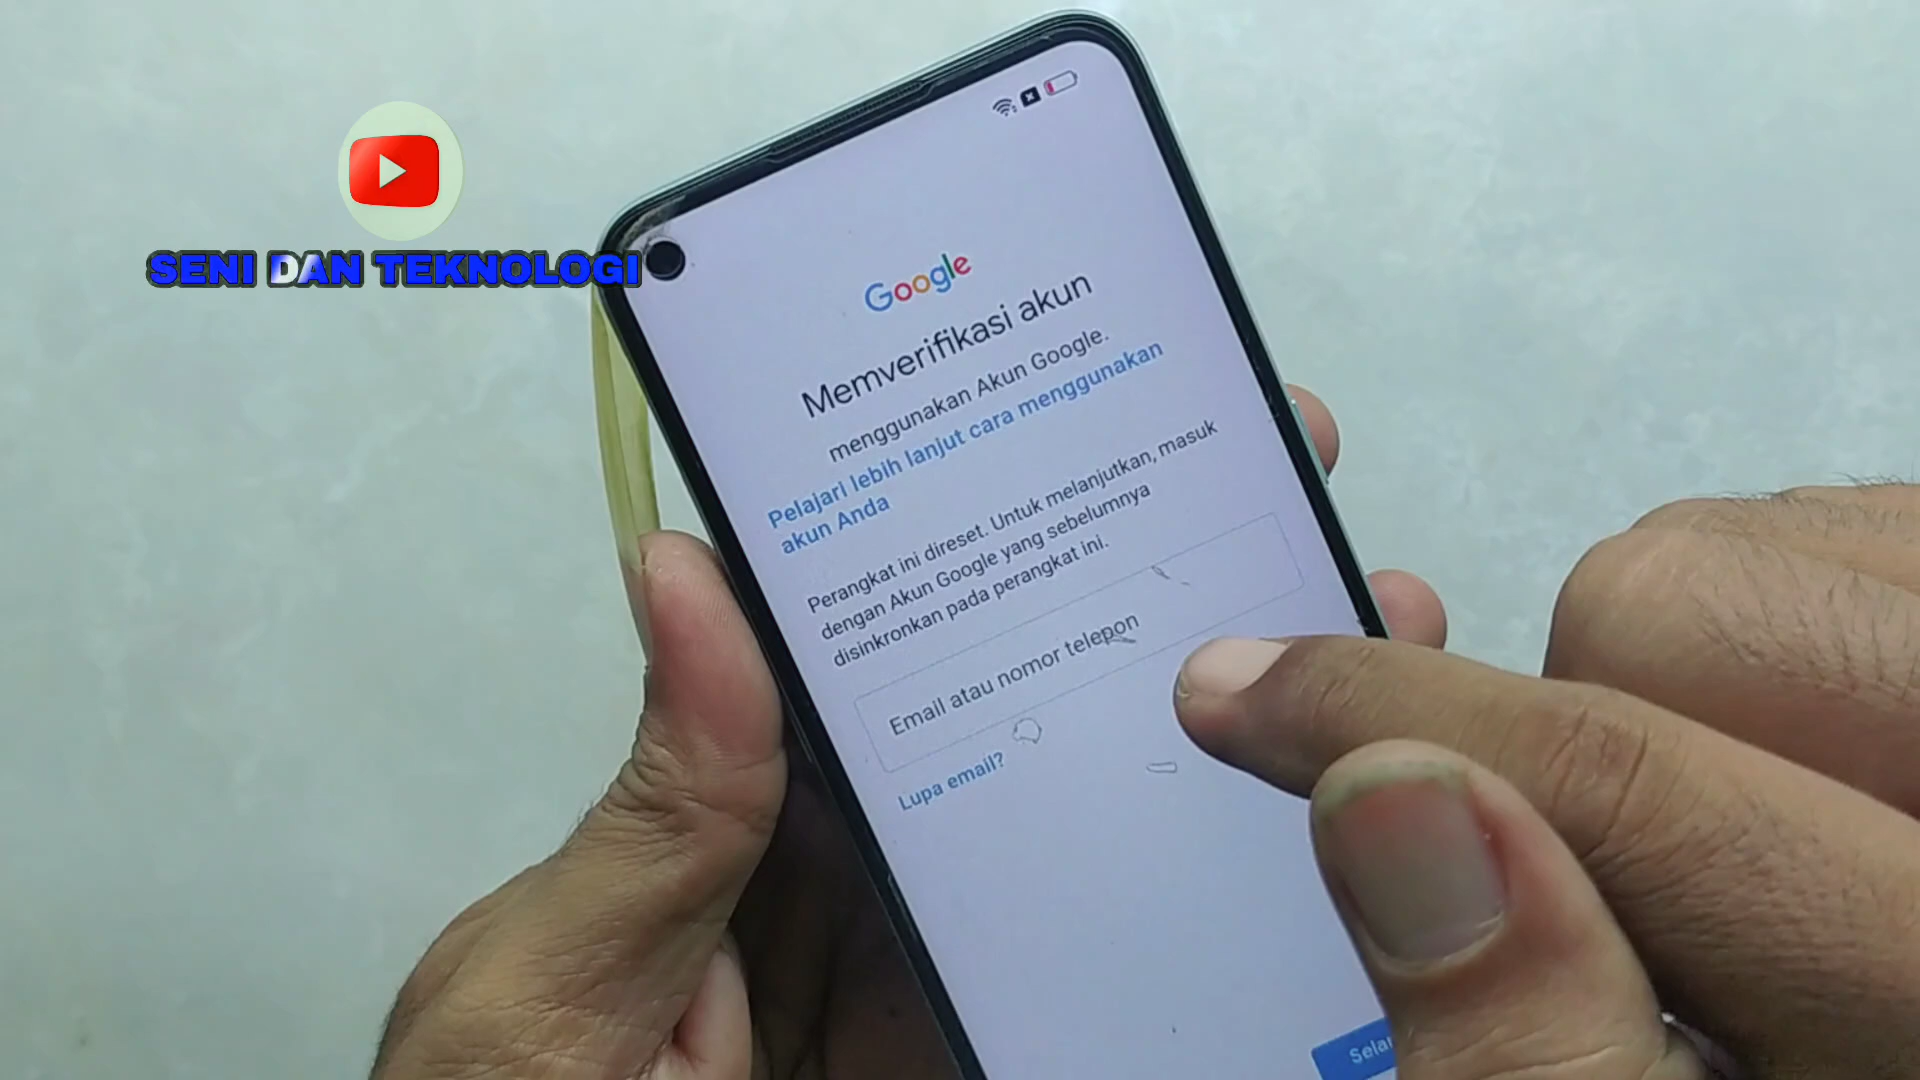 SENI DAN TEKNOLOGI
Google
Memverifikasi akun
menggunakan Akun Google.
Pelajari lebih lanjut cara menggunakan
akun Anda
Perangkat ini direset. Untuk melanjutkan, masuk
dengan Akun Google yang sebelumnya
disinkronkan pada perangkat ini.
Email atau nomor telepon
Lupa email?